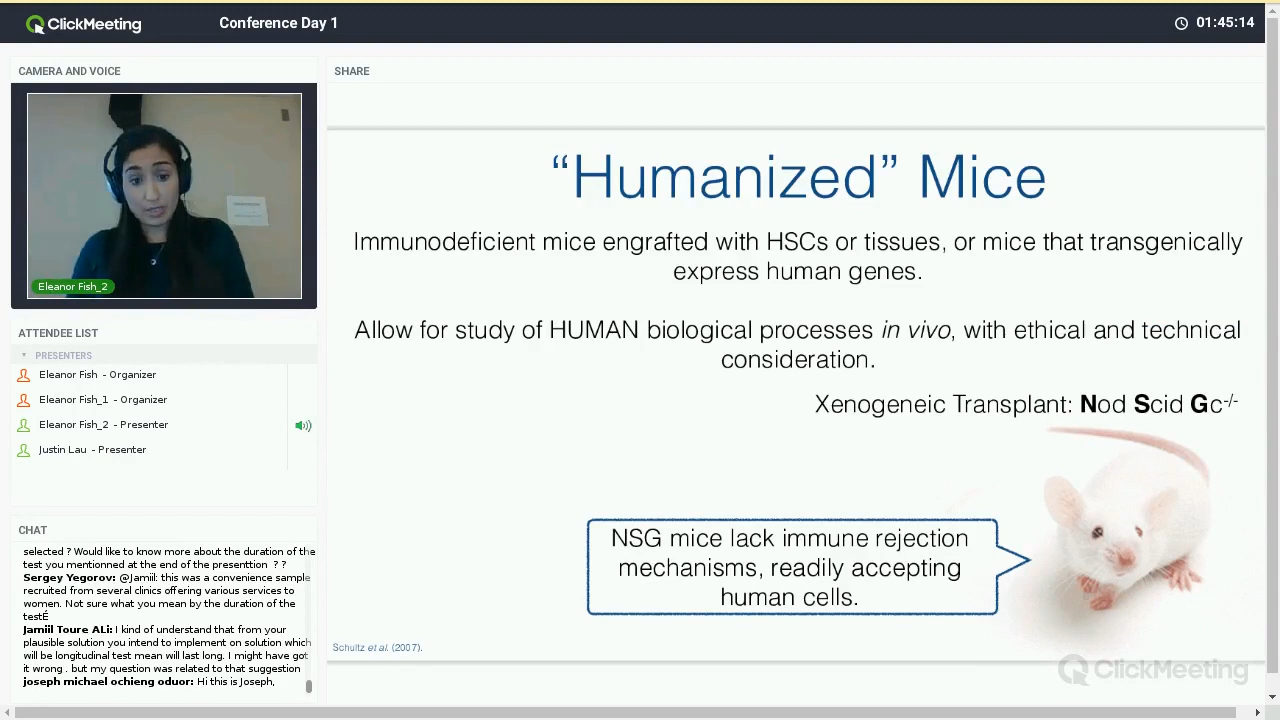 ClickMeeting
Conference Day 1
01:45:14
CAMERA AND VOICE
Eleanor Fish_2
ATTENDEE LIST
PRESENTERS
Eleanor Fish - Organizer
Eleanor Fish_1 - Organizer
Eleanor Fish_2 - Presenter
Justin Lau - Presenter
CHAT
selected ? Would like to know more about the duration of the
test you mentionned at the end of the presenttion ? ?
Sergey Yegorov: @Jamiil: this was a convenience sample
recruited from several clinics offering various services to
women. Not sure what you mean by the duration of the
testÉ
Jamiil Toure ALi: I kind of understand that from your
plausible solution you intend to implement on solution which
will be longitudinal test mean will last long. I might have got
it wrong . but my question was related to that suggestion
joseph michael ochieng oduor: Hi this is Joseph,
SHARE
“Humanized” Mice
Immunodeficient mice engrafted with HSCs or tissues, or mice that transgenically
express human genes.
Allow for study of HUMAN biological processes in vivo, with ethical and technical
consideration.
Xenogeneic Transplant: Nod Scid Gc-/-
NSG mice lack immune rejection
mechanisms, readily accepting
human cells.
Schultz et al. (2007).
ClickMeeting